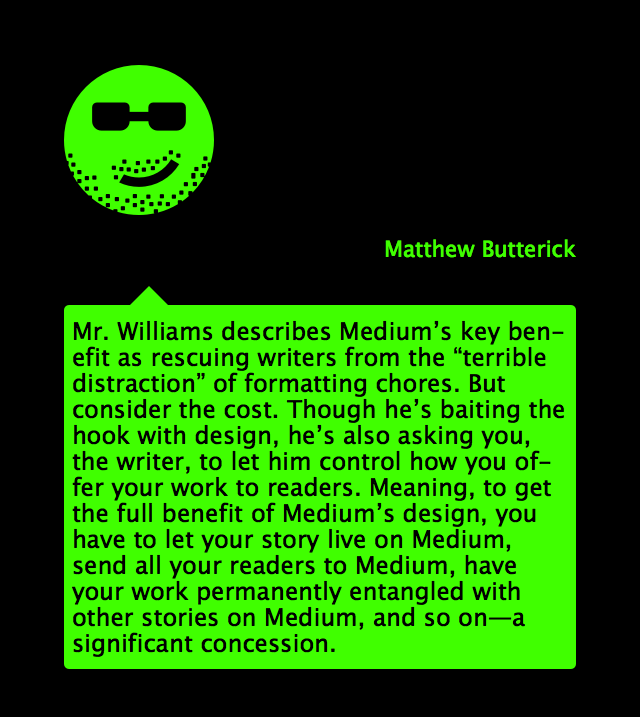 Matthew Butterick
Mr. Williams describes Medium’s key ben-
efit as rescuing writers from the “terrible
distraction” of formatting chores. But
consider the cost. Though he’s baiting the
hook with design, he’s also asking you,
the writer, to let him control how you of-
fer your work to readers. Meaning, to get
the full benefit of Medium’s design, you
have to let your story live on Medium,
send all your readers to Medium, have
your work permanently entangled with
other stories on Medium, and so on—a
significant concession.